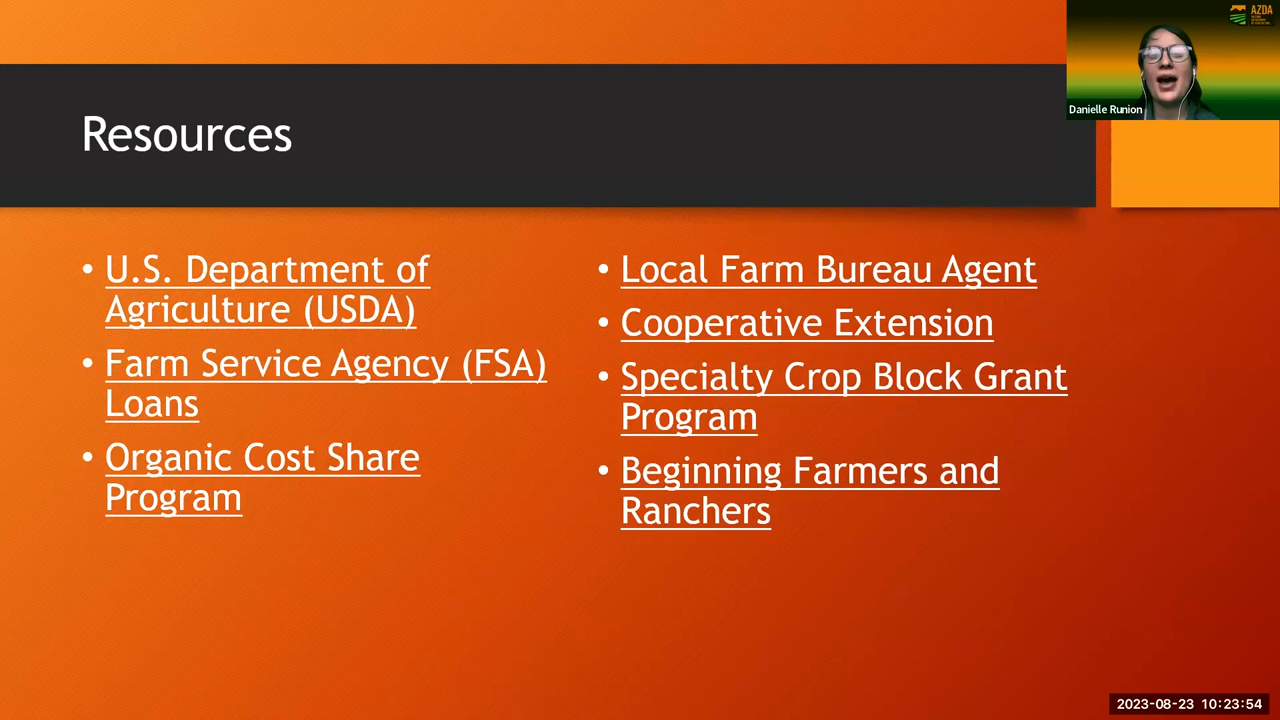 AZDA
Danielle Runion
Resources
• U.S. Department of
Agriculture (USDA)
• Farm Service Agency (FSA)
Loans
• Organic Cost Share
Program
• Local Farm Bureau Agent
• Cooperative Extension
• Specialty Crop Block Grant
Program
• Beginning Farmers and
Ranchers
2023-08-23 10:23:54